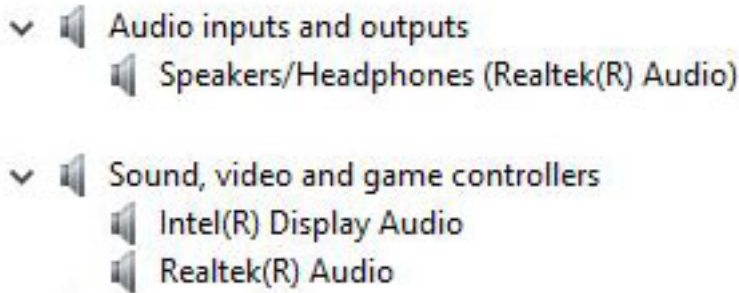 Audio inputs and outputs
Speakers/Headphones (Realtek(R) Audio)
Sound, video and game controllers
Intel(R) Display Audio
Realtek(R) Audio